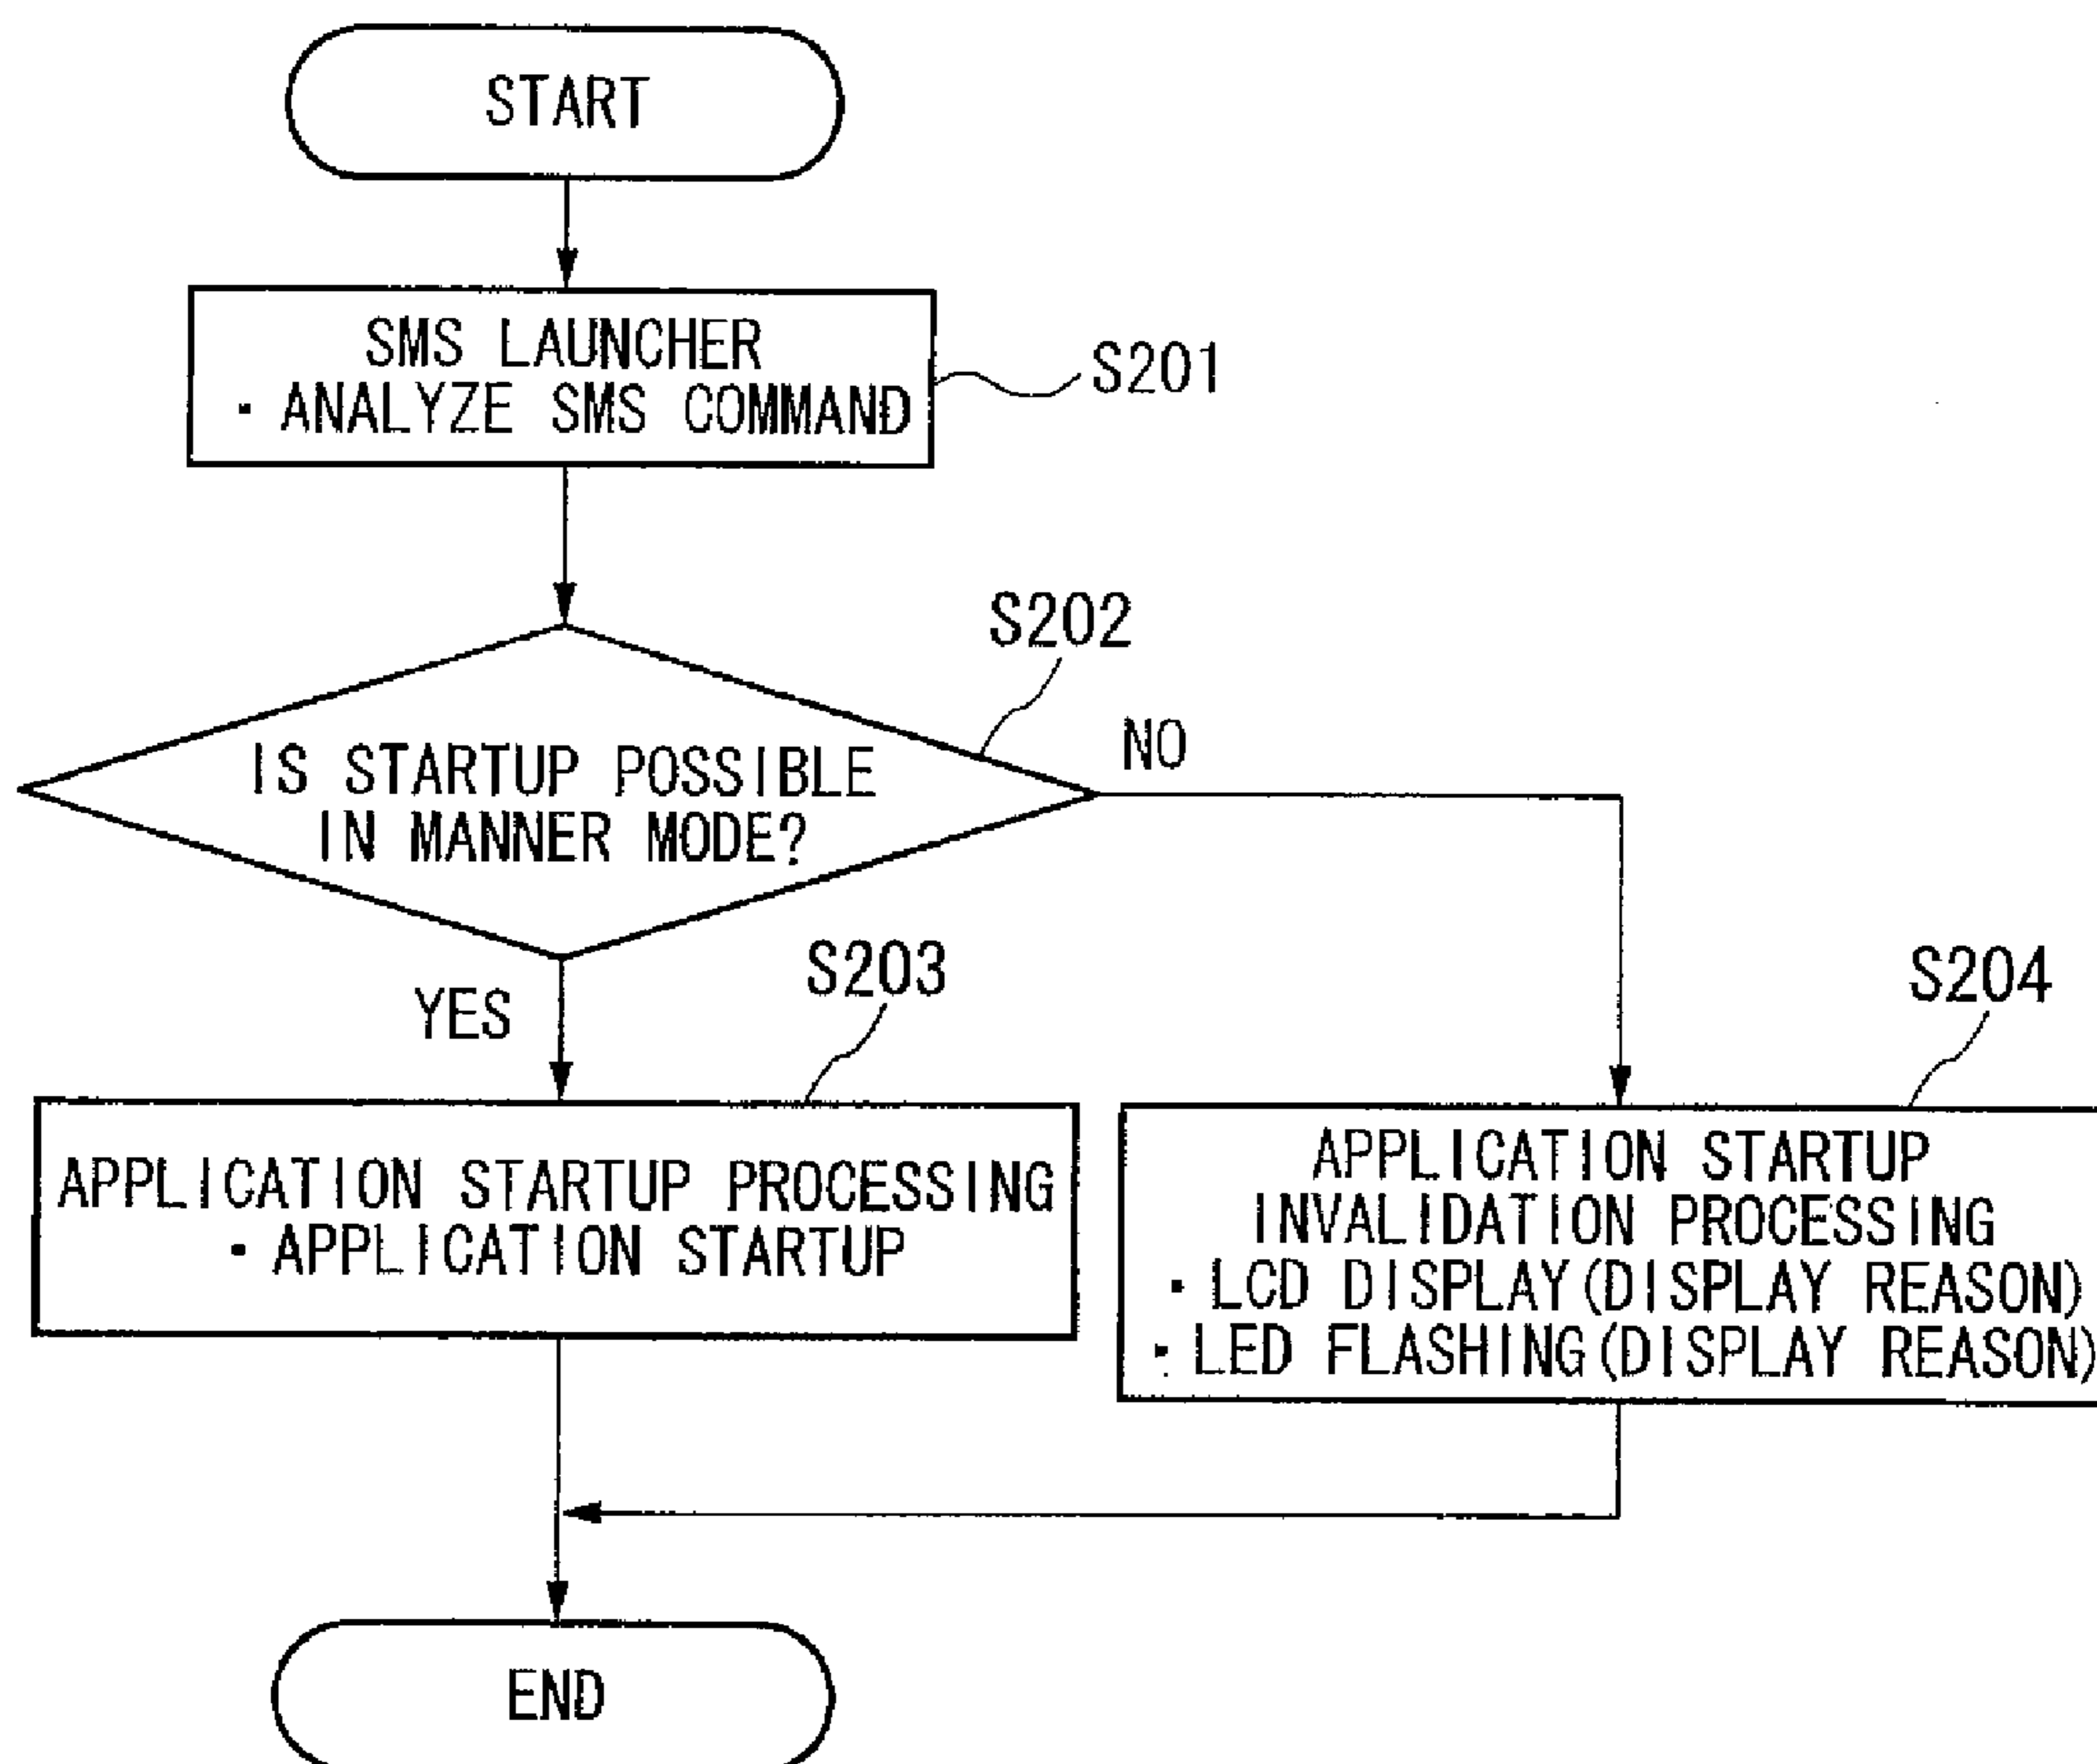 START
SMS LAUNCHER
・ANALYZE SMS COMMAND
S201
S202
IS STARTUP POSSIBLE
IN MANNER MODE?
NO
YES
S203
S204
APPLICATION STARTUP PROCESSING
・APPLICATION STARTUP
APPLICATION STARTUP
INVALIDATION PROCESSING
・LCD DISPLAY(DISPLAY REASON)
・LED FLASHING(DISPLAY REASON)
END